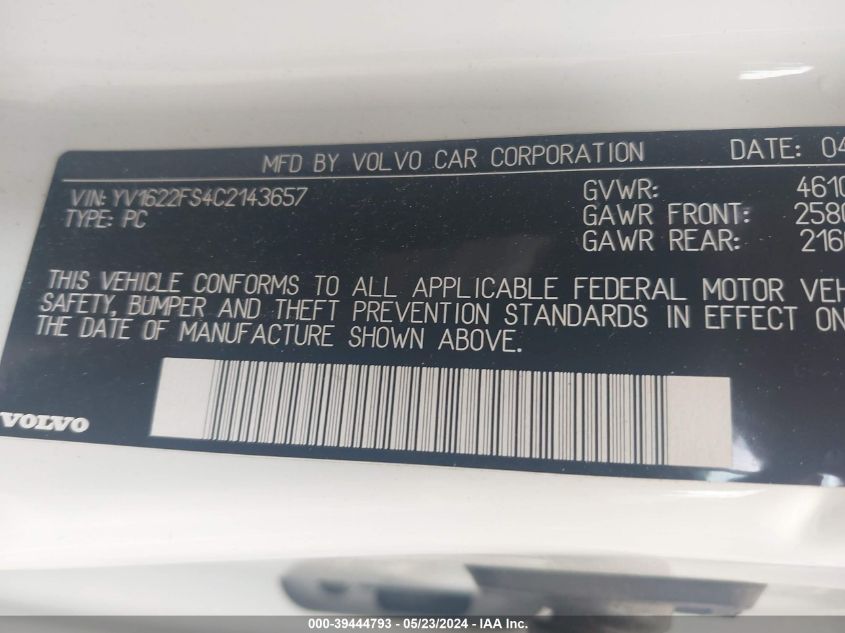 MFD BY VOLVO CAR CORPORATION DATE: 04
VIN: YV1622FS4C2143657 GVWR: 4610
TYPE: PC GAWR FRONT: 2580
GAWR REAR: 2160
THIS VEHICLE CONFORMS TO ALL APPLICABLE FEDERAL MOTOR VEH
SAFETY, BUMPER AND THEFT PREVENTION STANDARDS IN EFFECT ON
THE DATE OF MANUFACTURE SHOWN ABOVE.
VOLVO
000-39444793 - 05/23/2024 - IAA Inc.